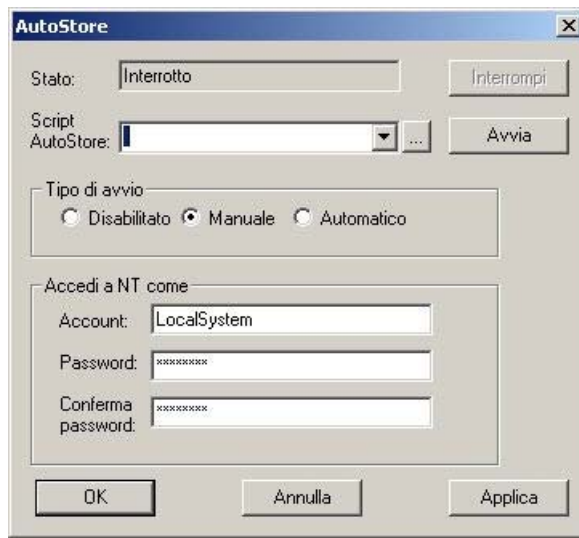 AutoStore
Stato: Interrotto Interrompi
Script
AutoStore: ... Avvia
Tipo di avvio
Disabilitato Manuale Automatico
Accedi a NT come
Account: LocalSystem
Password: ********
Conferma
password: ********
OK Annulla Applica